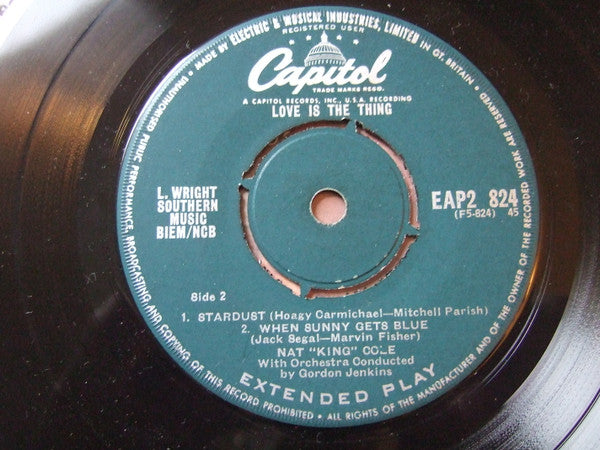 MADE BY ELECTRIC & MUSICAL INDUSTRIES, LIMITED IN GT. BRITAIN.
REGISTERED USER
Capitol
TRADE MARKS REGD.
A CAPITOL RECORDS, INC., U.S.A. RECORDING
LOVE IS THE THING
L. WRIGHT
SOUTHERN
MUSIC
BIEM/NCB
EAP2 824
(F5-824) 45
Side 2
1. STARDUST (Hoagy Carmichael—Mitchell Parish)
2. WHEN SUNNY GETS BLUE
(Jack Segal—Marvin Fisher)
NAT "KING" COLE
With Orchestra Conducted
by Gordon Jenkins
EXTENDED PLAY
UNAUTHORISED PUBLIC PERFORMANCE, BROADCASTING AND COPYING OF THIS RECORD PROHIBITED • ALL RIGHTS OF THE MANUFACTURER AND OF THE OWNER OF THE RECORDED WORK ARE RESERVED